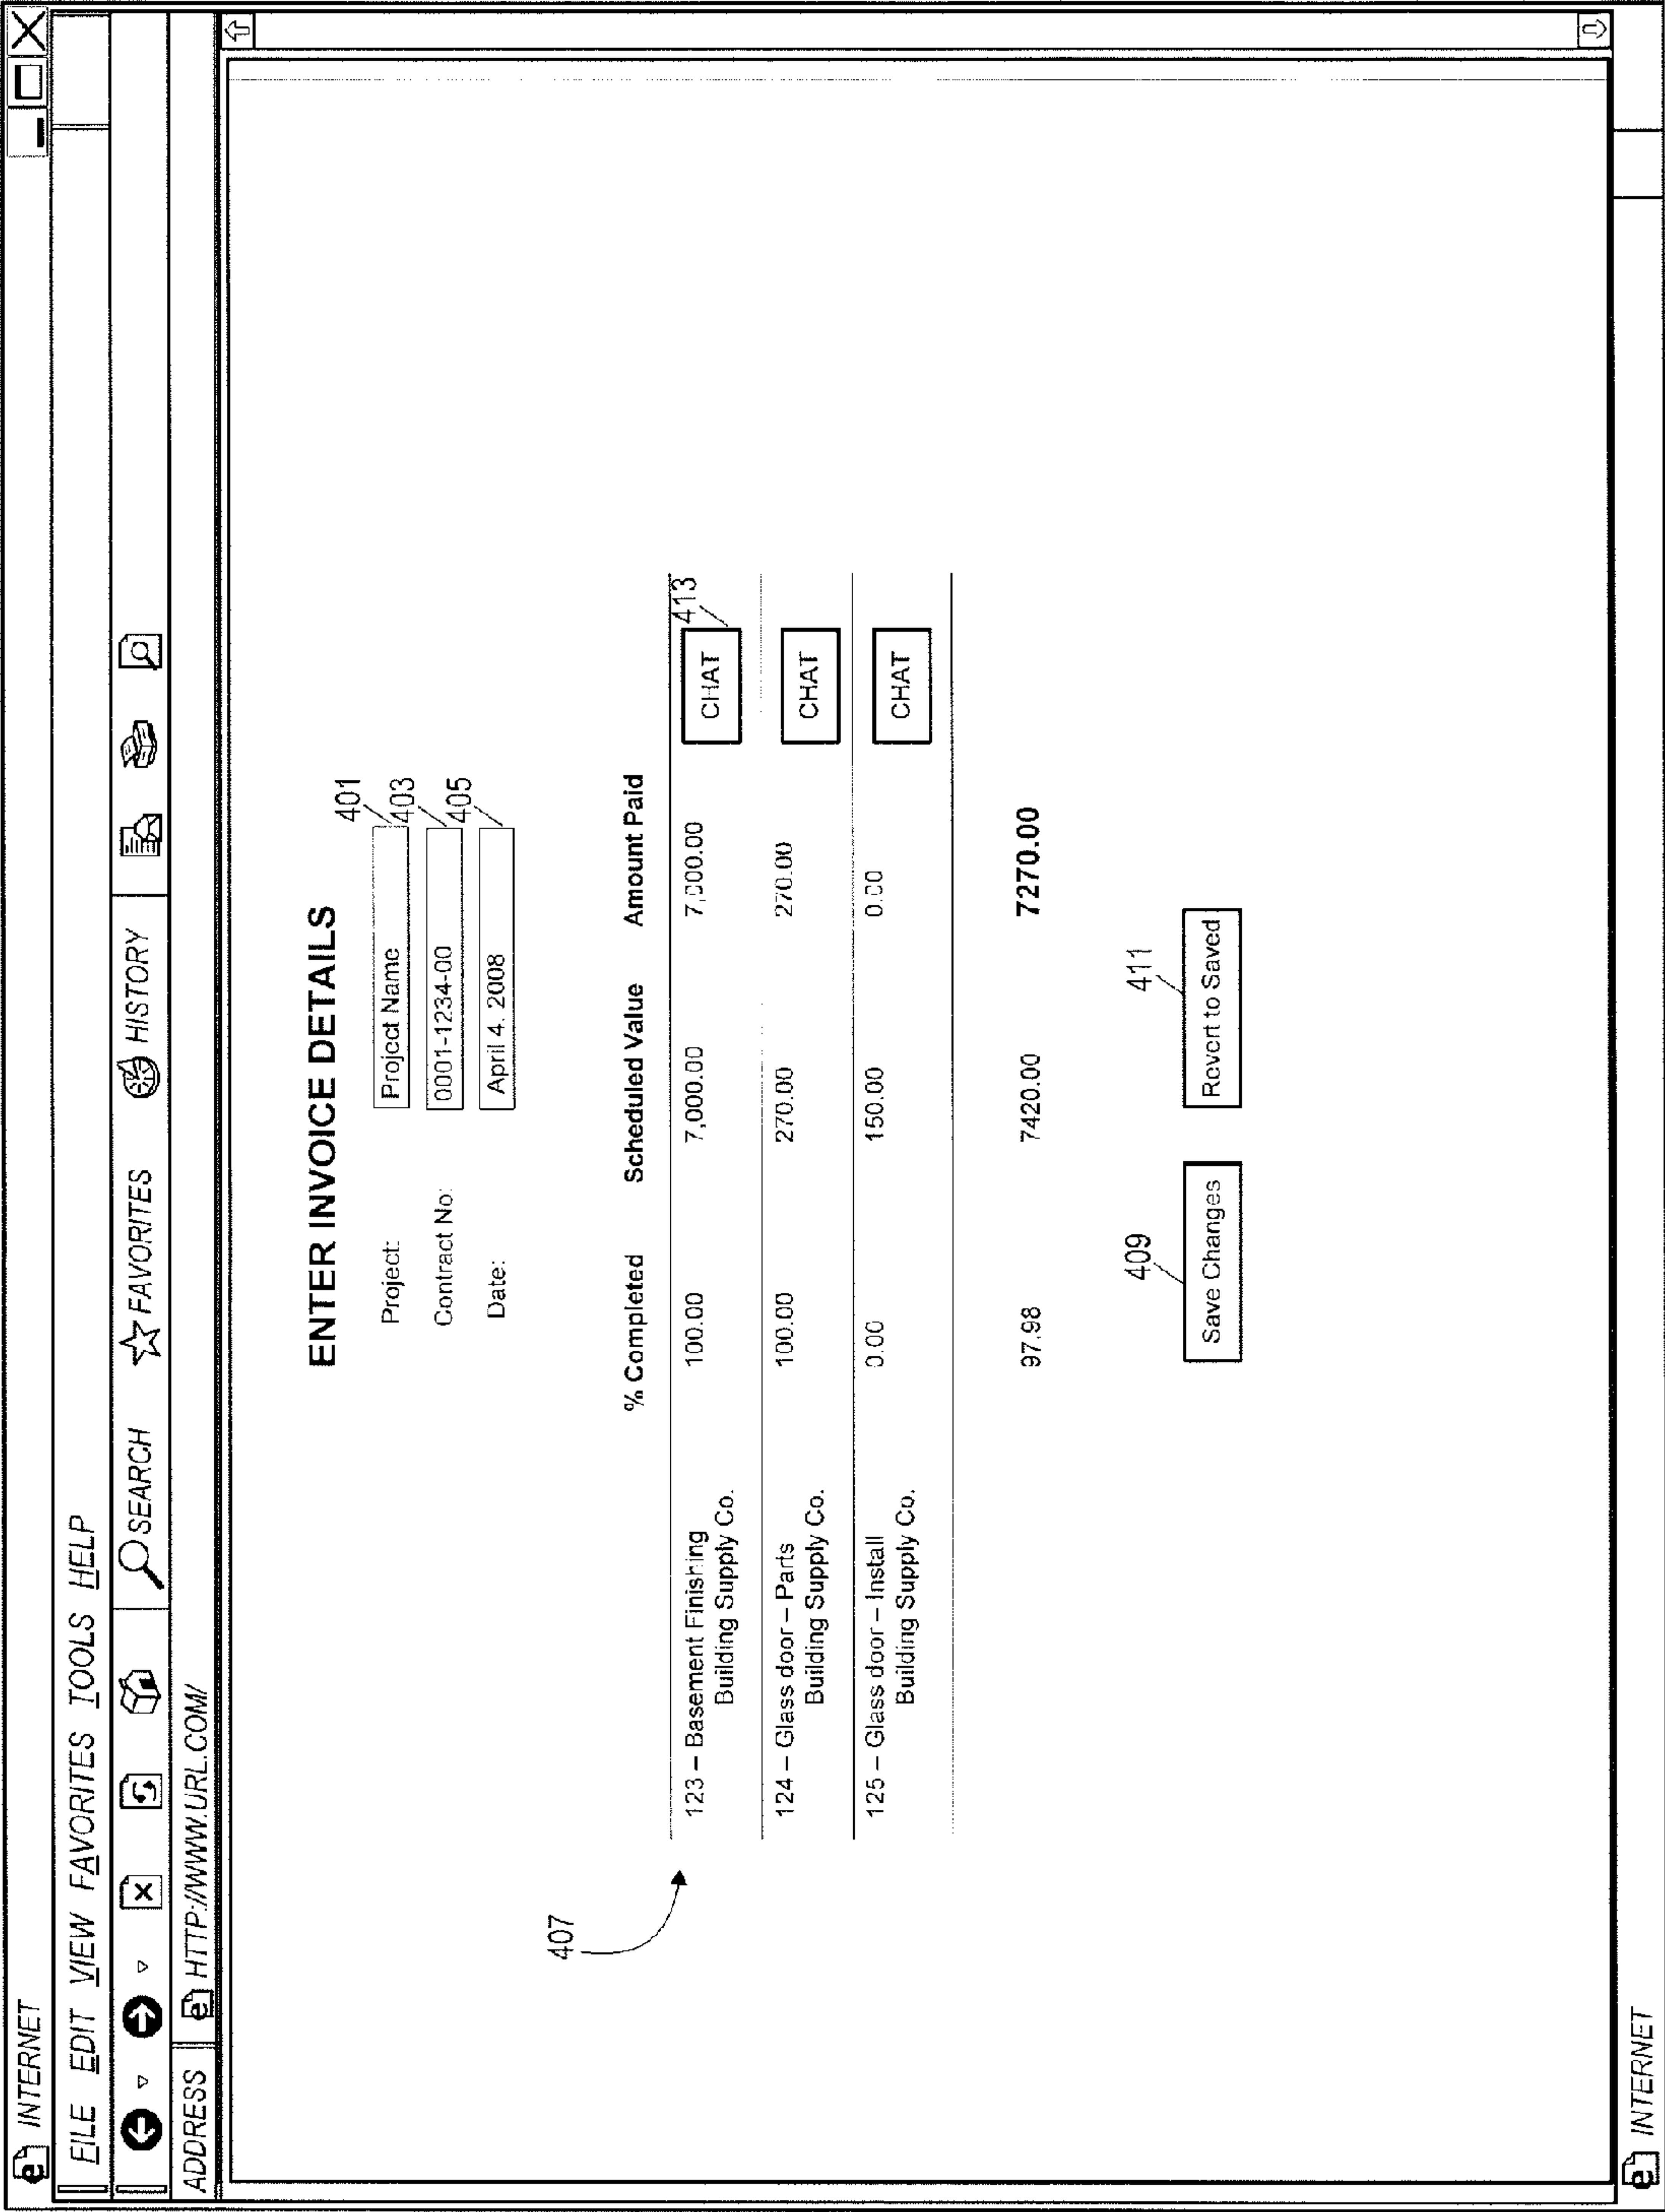 INTERNET
FILE EDIT VIEW FAVORITES TOOLS HELP
SEARCH FAVORITES HISTORY
ADDRESS HTTP://WWW.URL.COM/
ENTER INVOICE DETAILS
401
Project: Project Name
403
Contract No: 0001-1234-00
405
Date: April 4, 2008
407
% Completed Scheduled Value Amount Paid
413
123 – Basement Finishing 100.00 7,000.00 7,000.00 CHAT
Building Supply Co.
124 – Glass door – Parts 100.00 270.00 270.00 CHAT
Building Supply Co.
125 – Glass door – Install 0.00 150.00 0.00 CHAT
Building Supply Co.
97.98 7420.00 7270.00
409 411
Save Changes Revert to Saved
INTERNET